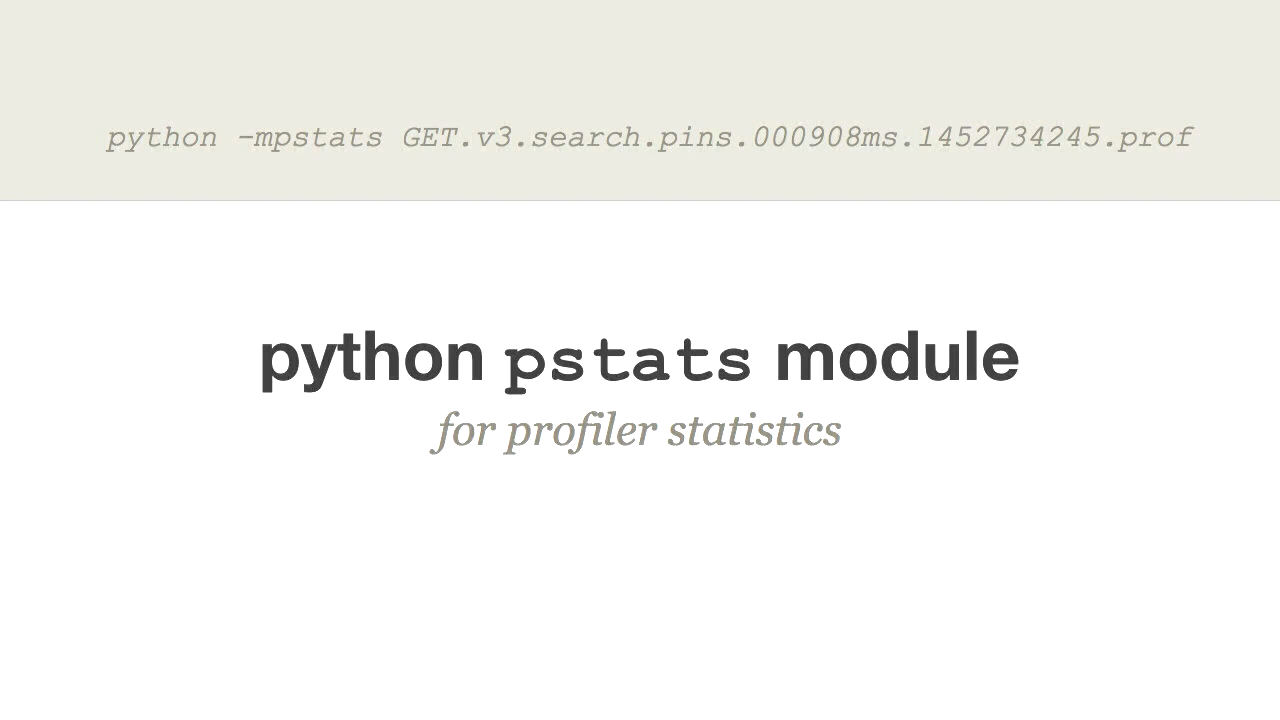 python -mpstats GET.v3.search.pins.000908ms.1452734245.prof
python pstats module
for profiler statistics